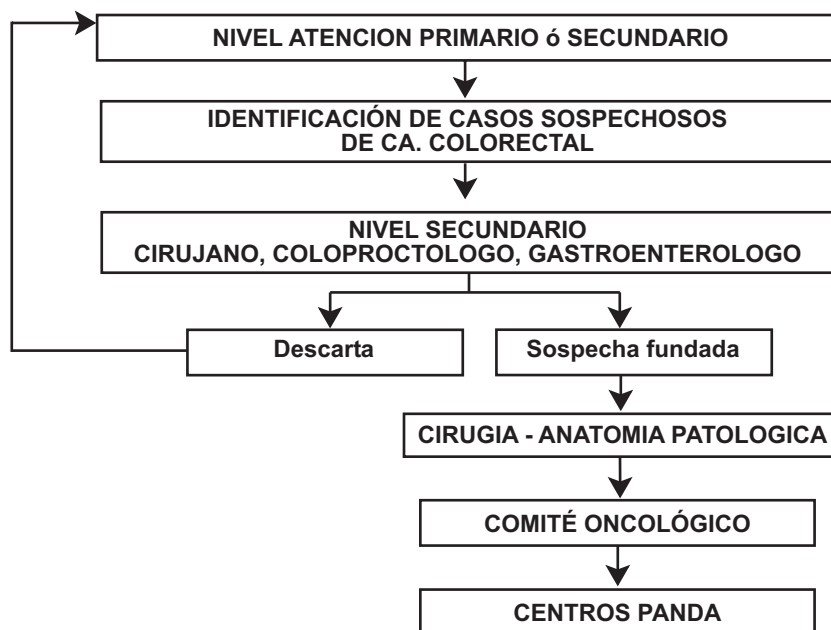 NIVEL ATENCION PRIMARIO ó SECUNDARIO
IDENTIFICACIÓN DE CASOS SOSPECHOSOS
DE CA. COLORECTAL
NIVEL SECUNDARIO
CIRUJANO, COLOPROCTOLOGO, GASTROENTEROLOGO
Descarta
Sospecha fundada
CIRUGIA - ANATOMIA PATOLOGICA
COMITÉ ONCOLÓGICO
CENTROS PANDA